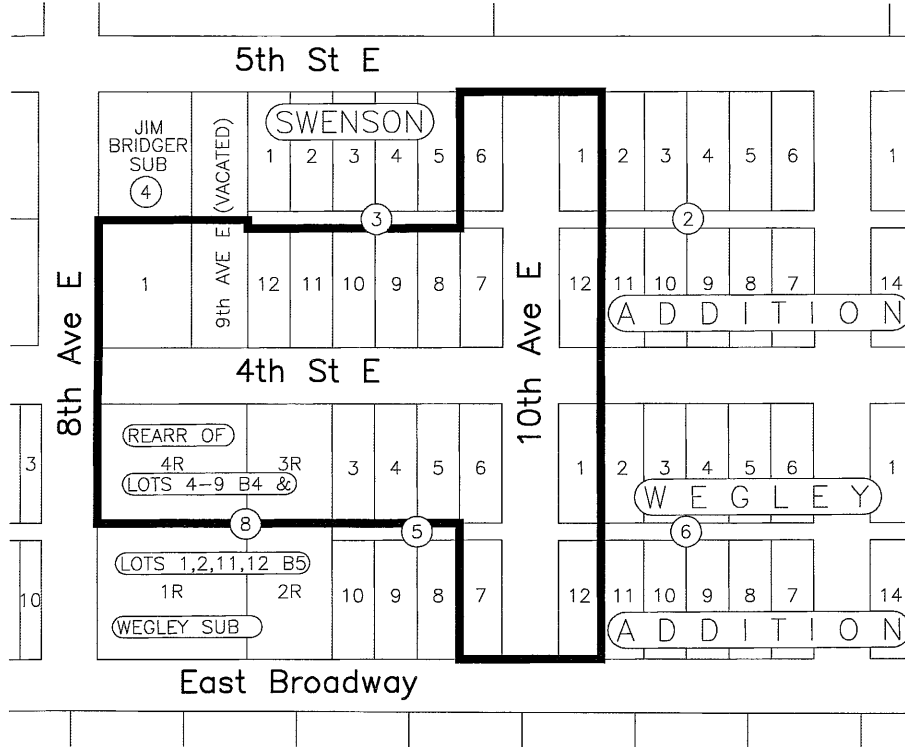 5th St E
JIM
BRIDGER
SUB
4
9th AVE E (VACATED)
SWENSON
1 2 3 4 5 6 1 2 3 4 5 6 1
3 2
8th Ave E
10th Ave E
1 12 11 10 9 8 7 12 11 10 9 8 7 14
ADDITION
4th St E
REARR OF
3 4R 3R 3 4 5 6 1 2 3 4 5 6 1
LOTS 4-9 B4 &
WEGLEY
8 5 6
LOTS 1,2,11,12 B5
10 1R 2R 10 9 8 7 12 11 10 9 8 7 14
WEGLEY SUB
ADDITION
East Broadway